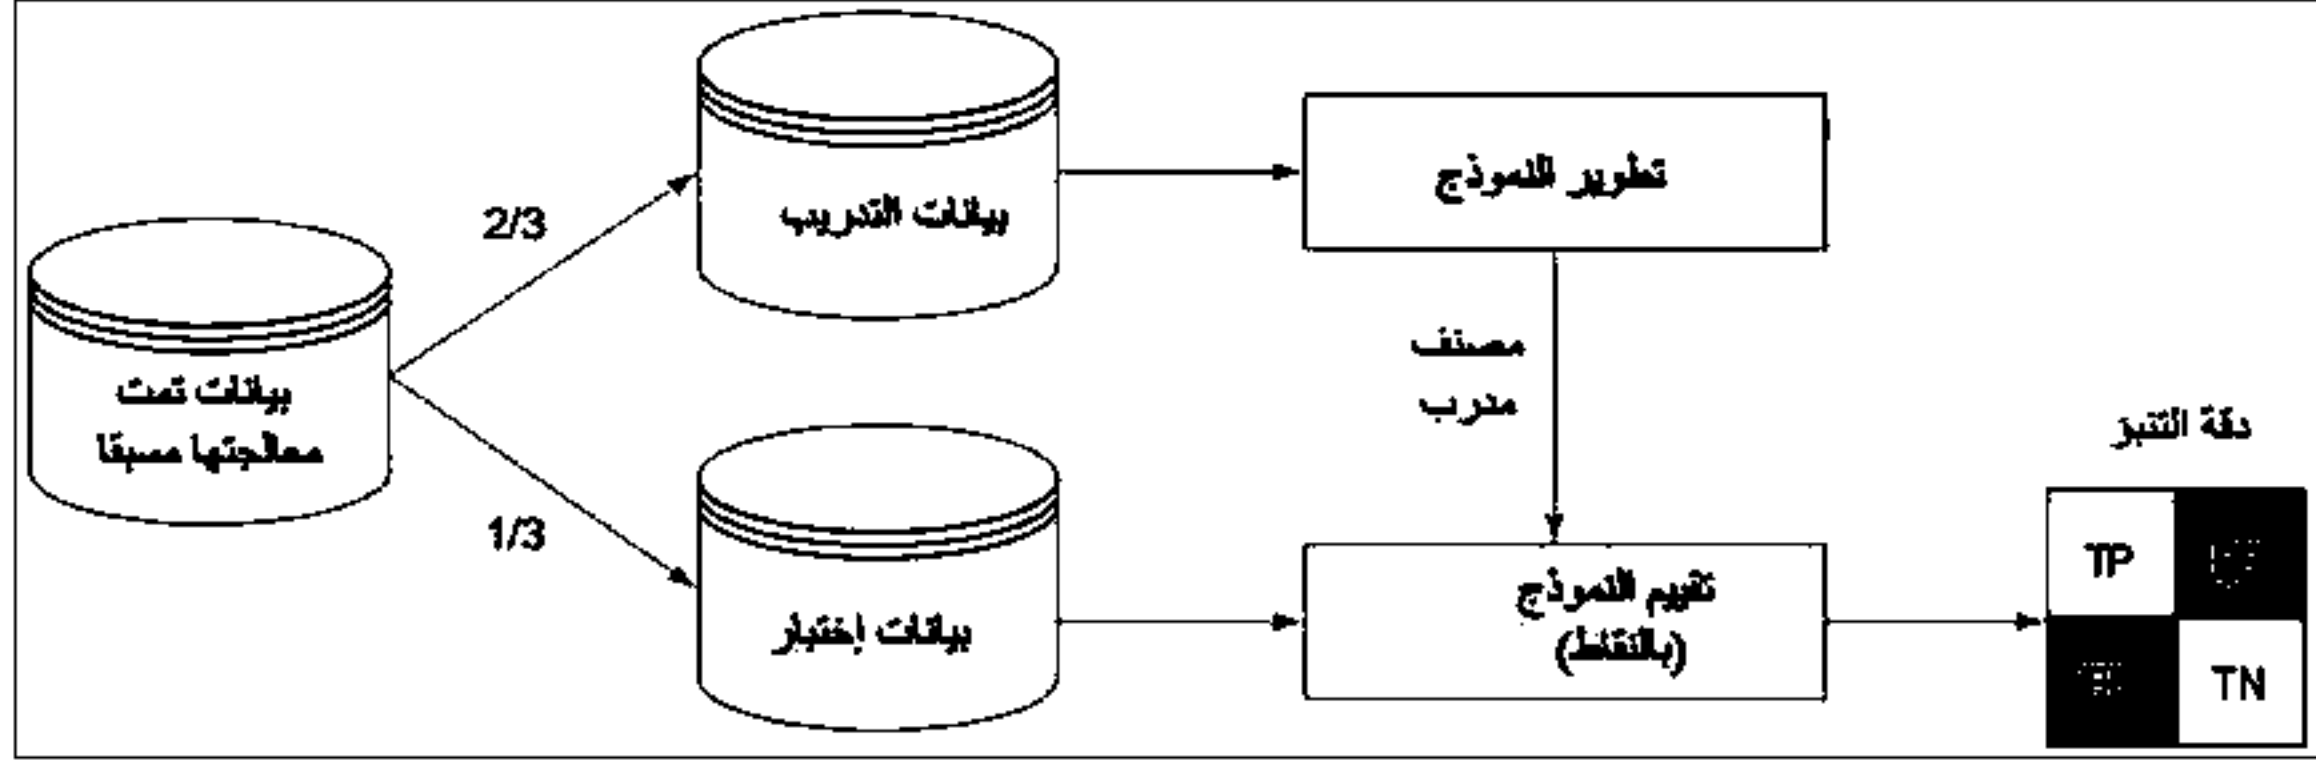 بيانات تمت
معالجتها مسبقا
2/3
1/3
بيانات التدريب
بيانات إختبار
تطوير النموذج
مصنف
مدرب
تقييم النموذج
(بالنقاط)
دقة التنبز
TP
TN